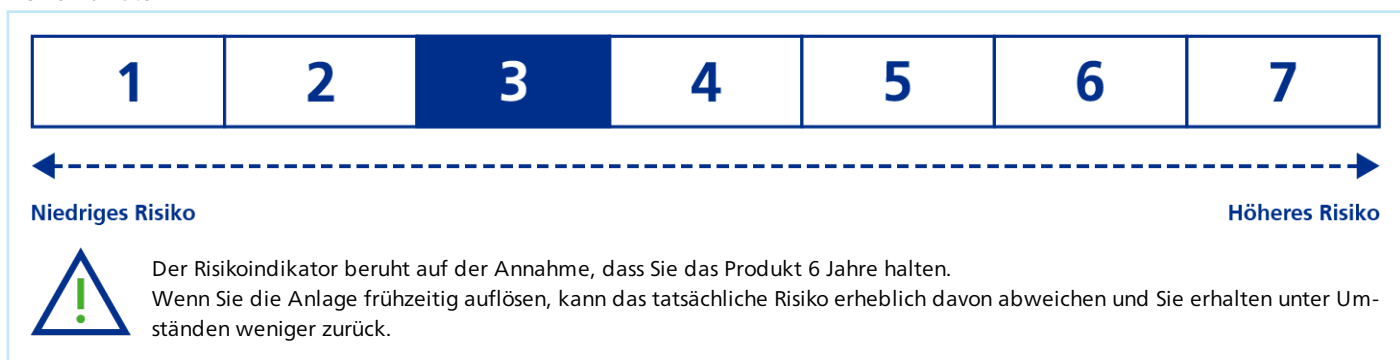 1 2 3 4 5 6 7
Niedriges Risiko Höheres Risiko
Der Risikoindikator beruht auf der Annahme, dass Sie das Produkt 6 Jahre halten.
Wenn Sie die Anlage frühzeitig auflösen, kann das tatsächliche Risiko erheblich davon abweichen und Sie erhalten unter Um-
ständen weniger zurück.